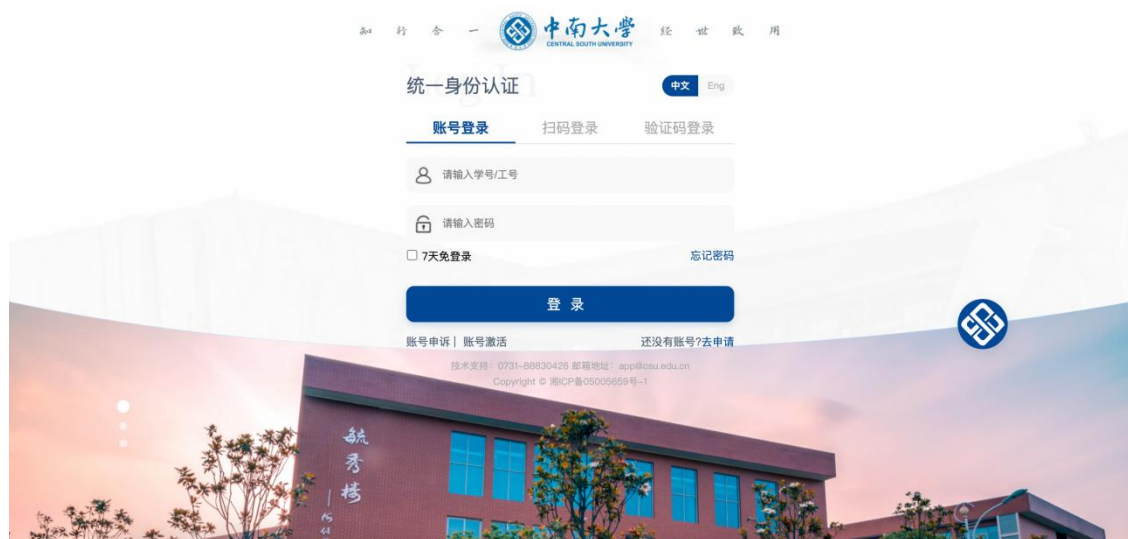 知行合一 中南大学 经世致用
CENTRAL SOUTH UNIVERSITY
Log In
统一身份认证 中文 Eng
账号登录 扫码登录 验证码登录
请输入学号/工号
请输入密码
7天免登录 忘记密码
登 录
账号申诉 | 账号激活 还没有账号?去申请
技术支持：0731-88830426 邮箱地址：app@csu.edu.cn
Copyright © 湘ICP备05005659号-1
毓秀楼